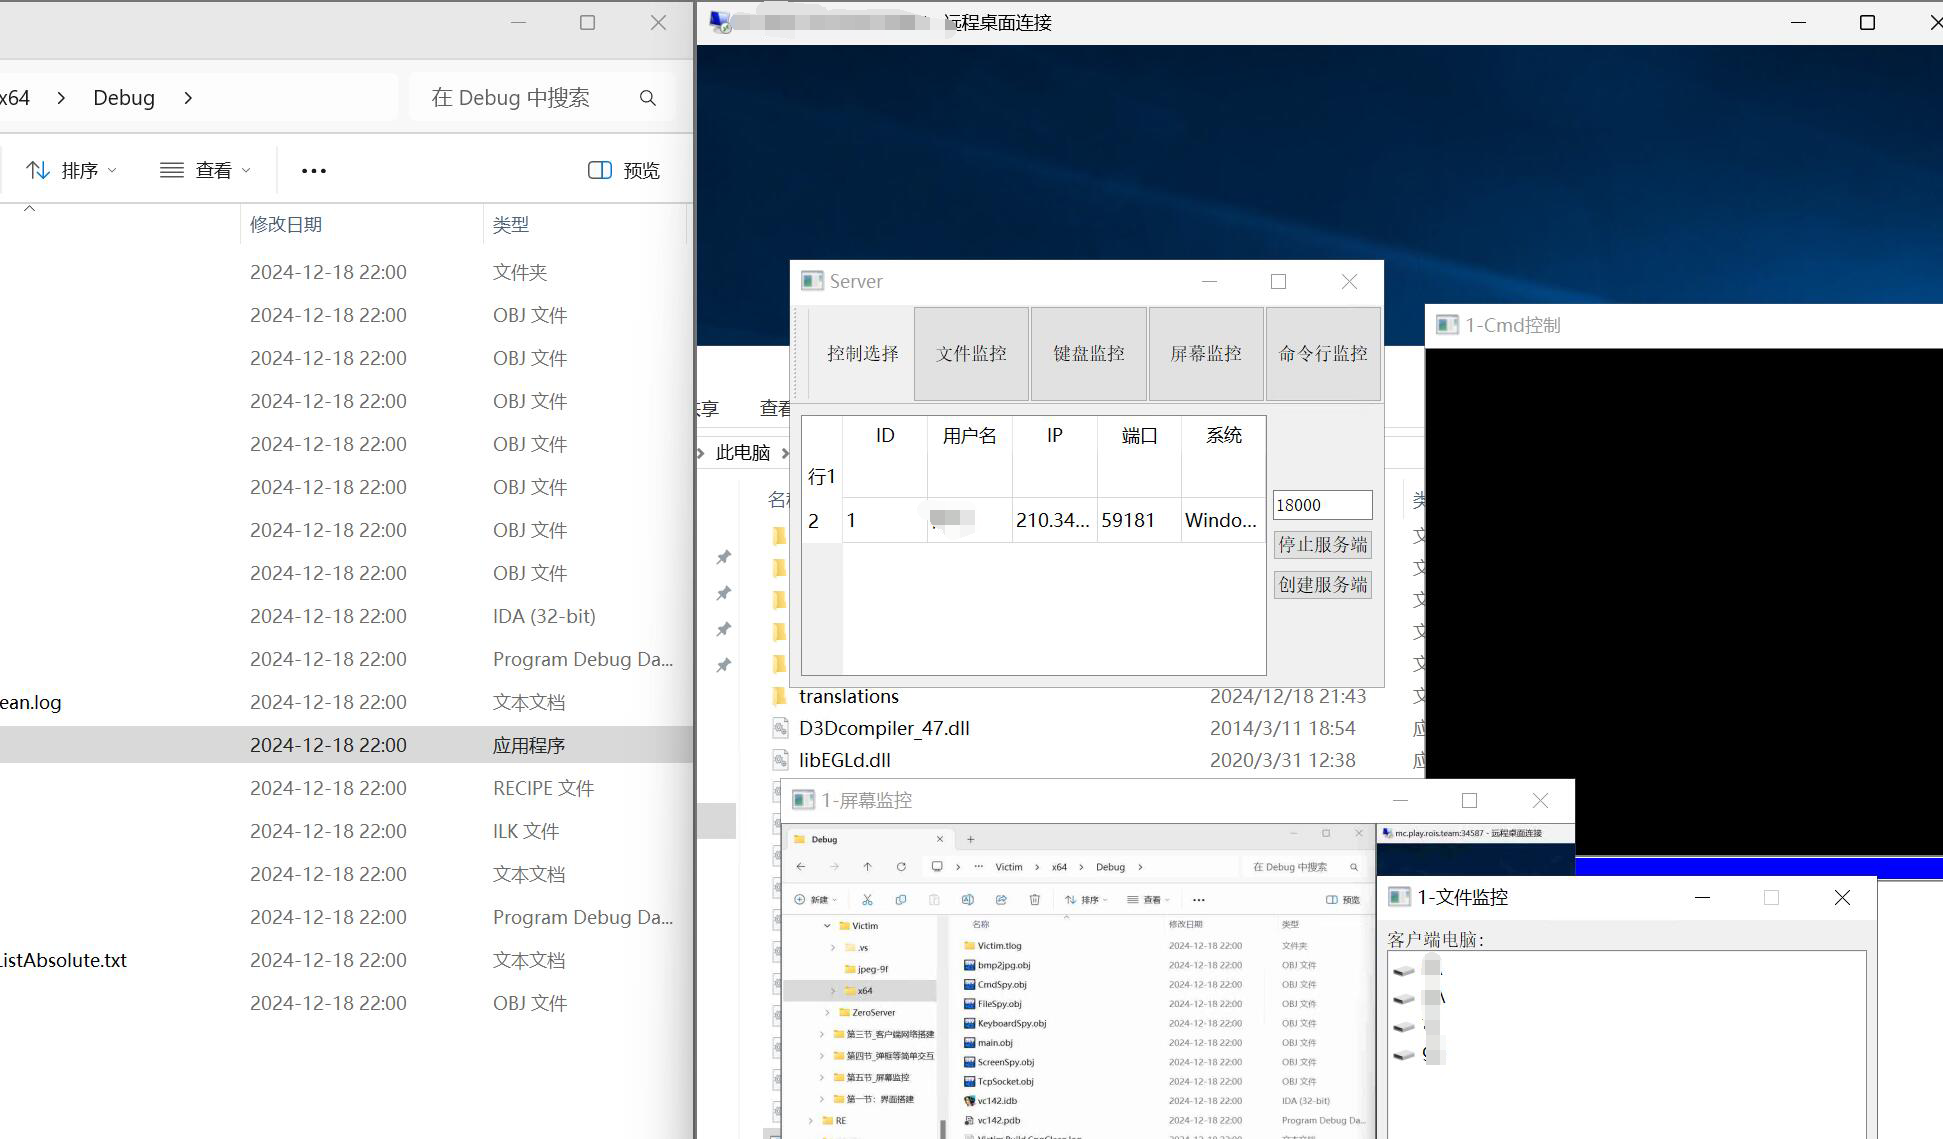 x64 > Debug >
在 Debug 中搜索
排序
查看
预览
修改日期 类型
2024-12-18 22:00 文件夹
2024-12-18 22:00 OBJ 文件
2024-12-18 22:00 OBJ 文件
2024-12-18 22:00 OBJ 文件
2024-12-18 22:00 OBJ 文件
2024-12-18 22:00 OBJ 文件
2024-12-18 22:00 OBJ 文件
2024-12-18 22:00 OBJ 文件
2024-12-18 22:00 IDA (32-bit)
2024-12-18 22:00 Program Debug Da...
ean.log 2024-12-18 22:00 文本文档
2024-12-18 22:00 应用程序
2024-12-18 22:00 RECIPE 文件
2024-12-18 22:00 ILK 文件
2024-12-18 22:00 文本文档
2024-12-18 22:00 Program Debug Da...
ListAbsolute.txt 2024-12-18 22:00 文本文档
2024-12-18 22:00 OBJ 文件
远程桌面连接
Server
控制选择 文件监控 键盘监控 屏幕监控 命令行监控
ID 用户名 IP 端口 系统
行1
2 1 210.34... 59181 Windo...
18000
停止服务端
创建服务端
享 查看
此电脑
translations 2024/12/18 21:43
D3Dcompiler_47.dll 2014/3/11 18:54
libEGLd.dll 2020/3/31 12:38
1-Cmd控制
1-屏幕监控
Debug
Victim > x64 > Debug >
在 Debug 中搜索
新建 排序 查看 预览
名称 修改日期 类型
Victim
.vs
jpeg-9f
x64
ZeroServer
第三节_客户端网络搭建
第四节_弹框等简单交互
第五节_屏幕监控
第一节：界面搭建
RE
Victim.tlog 2024-12-18 22:00 文件夹
bmp2jpg.obj 2024-12-18 22:00 OBJ 文件
CmdSpy.obj 2024-12-18 22:00 OBJ 文件
FileSpy.obj 2024-12-18 22:00 OBJ 文件
KeyboardSpy.obj 2024-12-18 22:00 OBJ 文件
main.obj 2024-12-18 22:00 OBJ 文件
ScreenSpy.obj 2024-12-18 22:00 OBJ 文件
TcpSocket.obj 2024-12-18 22:00 OBJ 文件
vc142.idb 2024-12-18 22:00 IDA (32-bit)
vc142.pdb 2024-12-18 22:00 Program Debug Da...
mc.play.rois.team:34587 - 远程桌面连接
1-文件监控
客户端电脑: